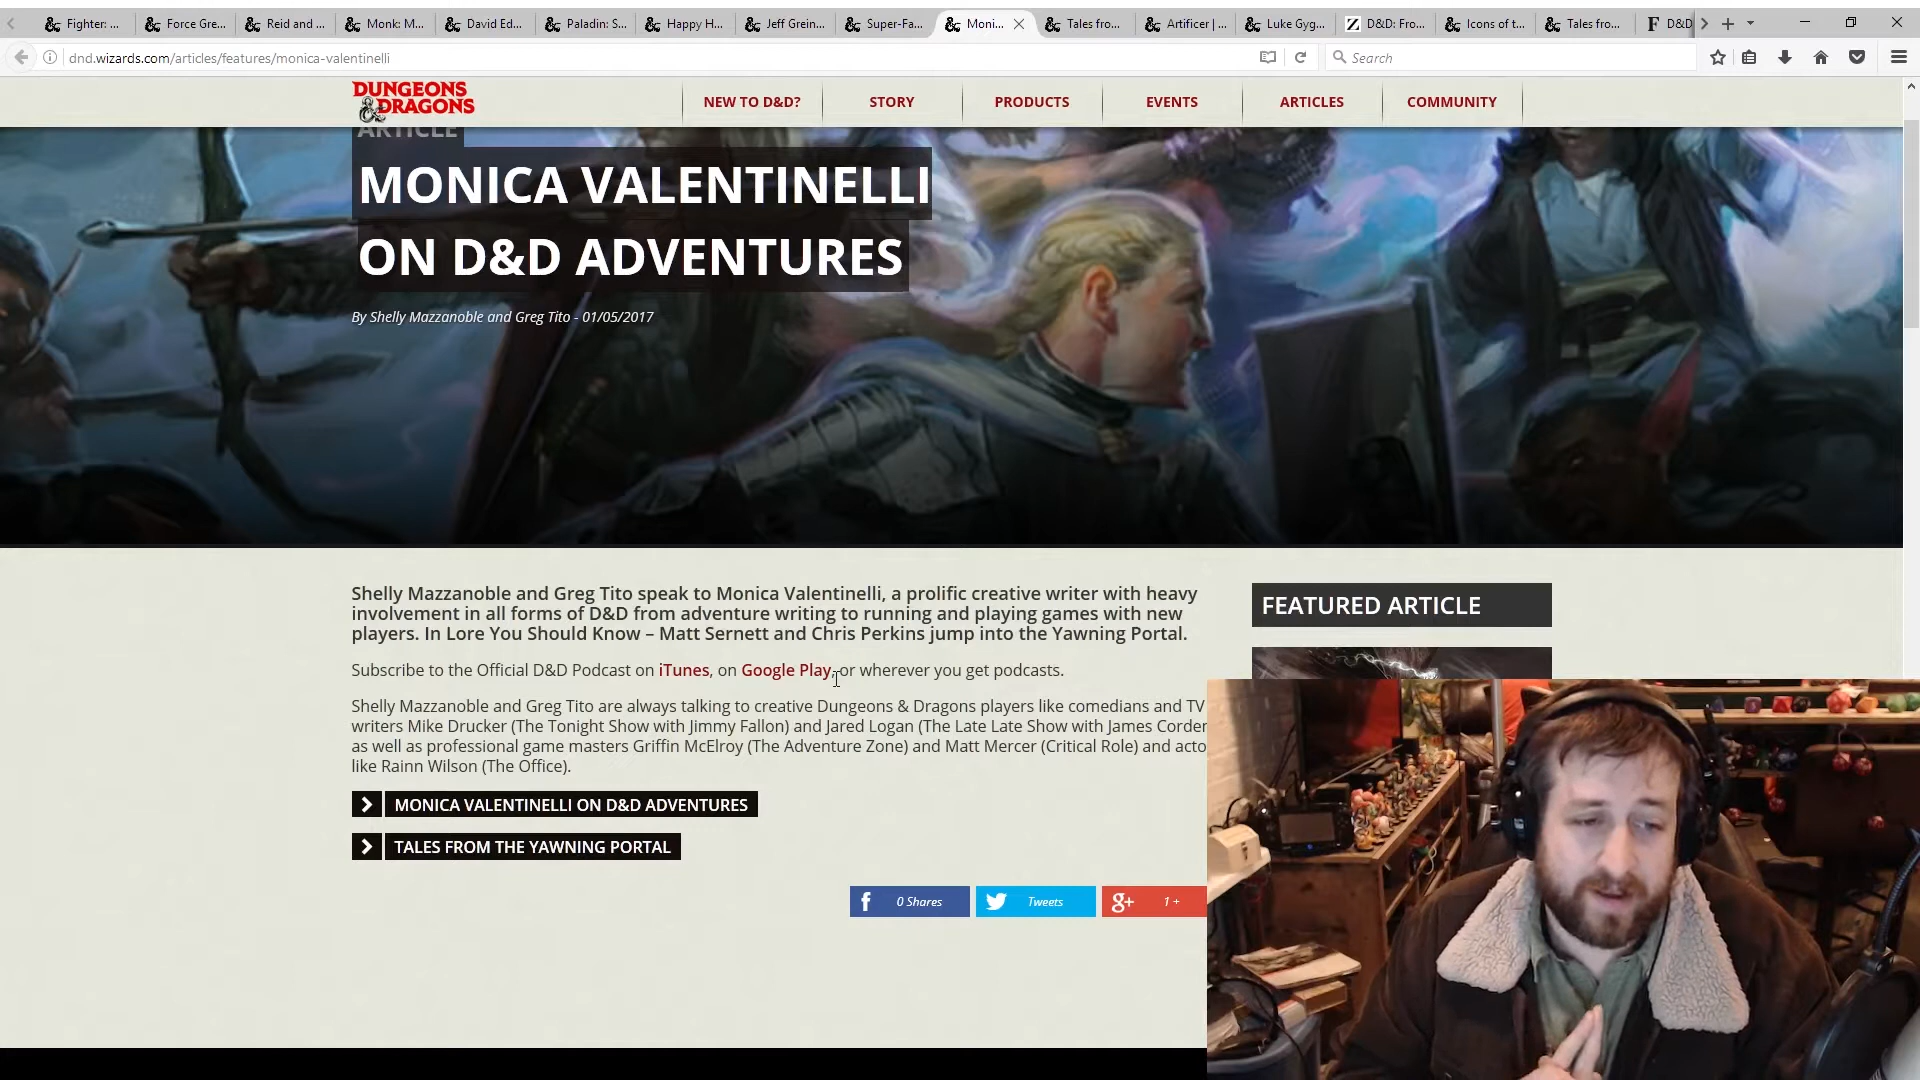 Fighter: ...
Force Gre...
Reid and ...
Monk: M...
David Ed...
Paladin: S...
Happy H...
Jeff Grein...
Super-Fa...
Moni...
Tales fro...
Artificer | ...
Luke Gyg...
D&D: Fro...
Icons of t...
Tales fro...
D&D
dnd.wizards.com/articles/features/monica-valentinelli
Search
DUNGEONS
& DRAGONS
NEW TO D&D?
STORY
PRODUCTS
EVENTS
ARTICLES
COMMUNITY
ARTICLE
MONICA VALENTINELLI
ON D&D ADVENTURES
By Shelly Mazzanoble and Greg Tito - 01/05/2017
Shelly Mazzanoble and Greg Tito speak to Monica Valentinelli, a prolific creative writer with heavy
involvement in all forms of D&D from adventure writing to running and playing games with new
players. In Lore You Should Know – Matt Sernett and Chris Perkins jump into the Yawning Portal.
Subscribe to the Official D&D Podcast on iTunes, on Google Play, or wherever you get podcasts.
Shelly Mazzanoble and Greg Tito are always talking to creative Dungeons & Dragons players like comedians and TV
writers Mike Drucker (The Tonight Show with Jimmy Fallon) and Jared Logan (The Late Late Show with James Corden
as well as professional game masters Griffin McElroy (The Adventure Zone) and Matt Mercer (Critical Role) and acto
like Rainn Wilson (The Office).
MONICA VALENTINELLI ON D&D ADVENTURES
TALES FROM THE YAWNING PORTAL
0 Shares
Tweets
g+ 1 +
FEATURED ARTICLE